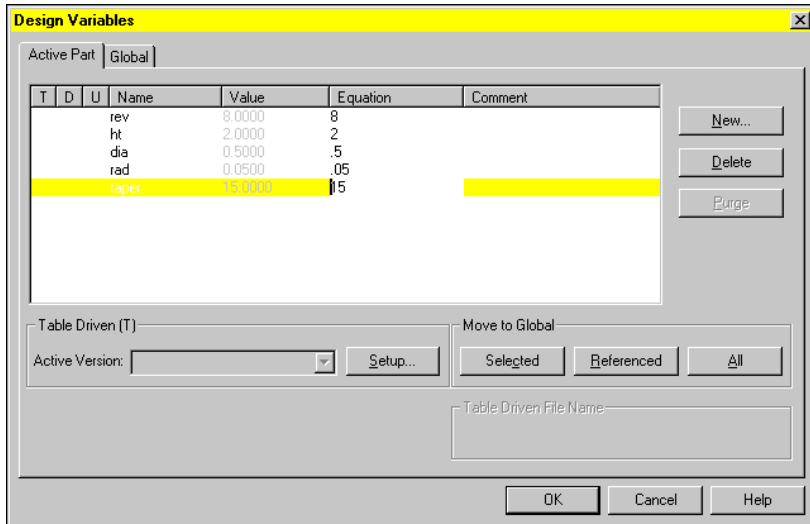 Design Variables
Active Part Global
T D U Name Value Equation Comment
rev 8.0000 8
ht 2.0000 2
dia 0.5000 .5
rad 0.0500 .05
taper 15.0000 15
New...
Delete
Purge
Table Driven (T)
Active Version:
Setup...
Move to Global
Selected Referenced All
Table Driven File Name
OK Cancel Help